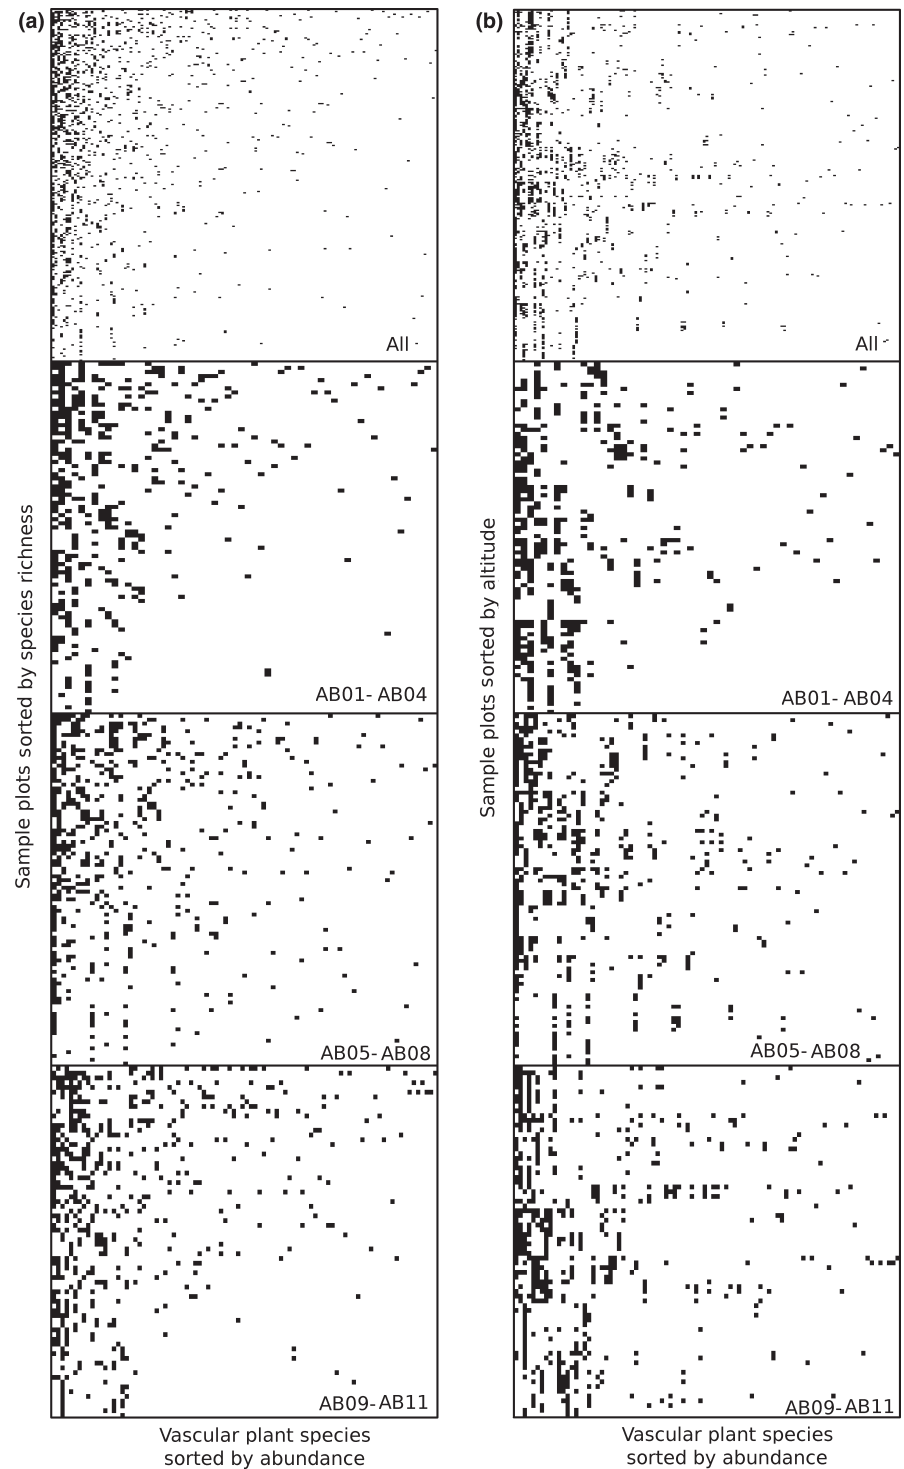 (a)
(b)
All
All
AB01-AB04
AB01-AB04
AB05-AB08
AB05-AB08
AB09-AB11
AB09-AB11
Sample plots sorted by species richness
Sample plots sorted by altitude
Vascular plant species
sorted by abundance
Vascular plant species
sorted by abundance